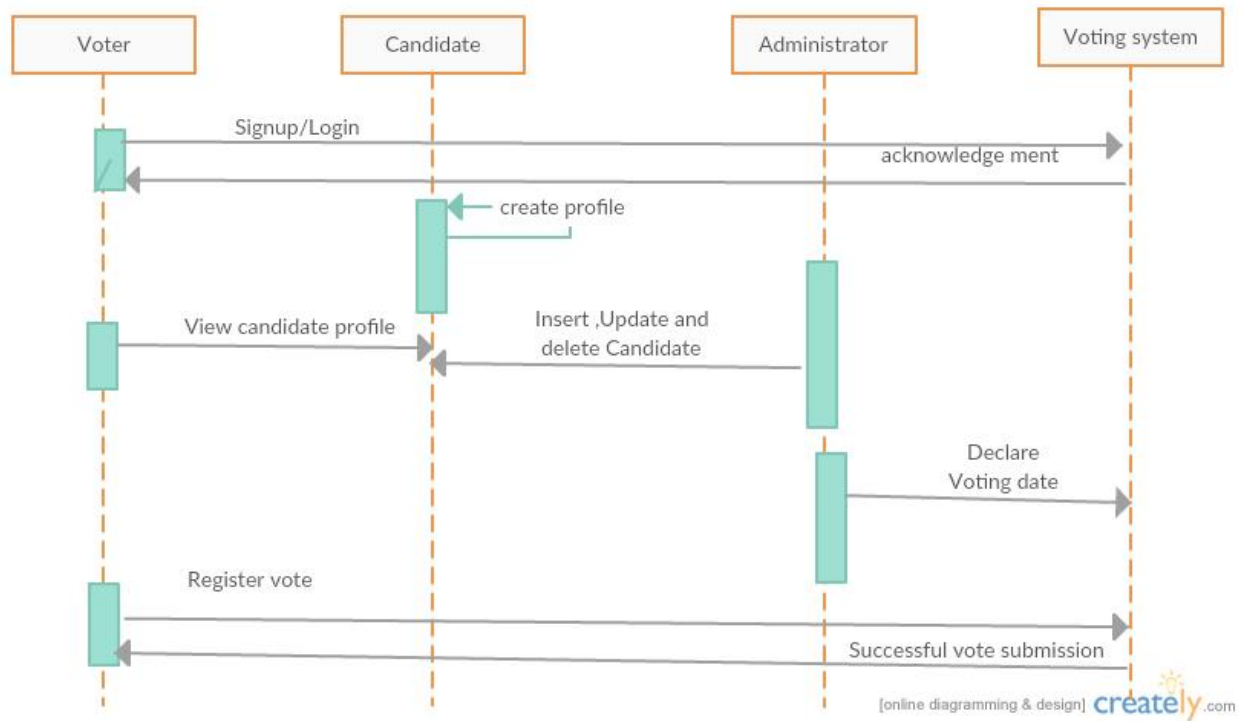 Voter
Candidate
Administrator
Voting system
Signup/Login
acknowledge ment
create profile
View candidate profile
Insert ,Update and
delete Candidate
Declare
Voting date
Register vote
Successful vote submission
[online diagramming & design] creately.com